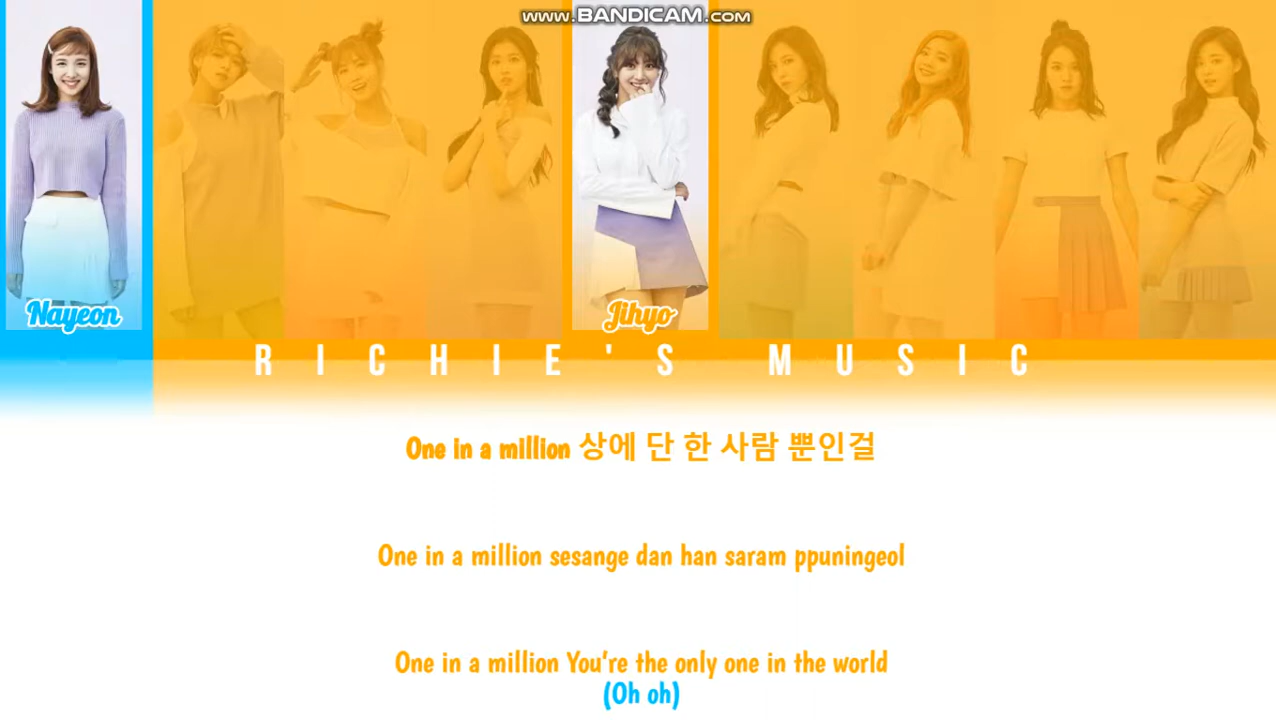 www.BANDICAM.com
Nayeon
Jihyo
RICHIE'S MUSIC
One in a million 상에 단 한 사람 뿐인걸
One in a million sesange dan han saram ppuningeol
One in a million You're the only one in the world
(Oh oh)